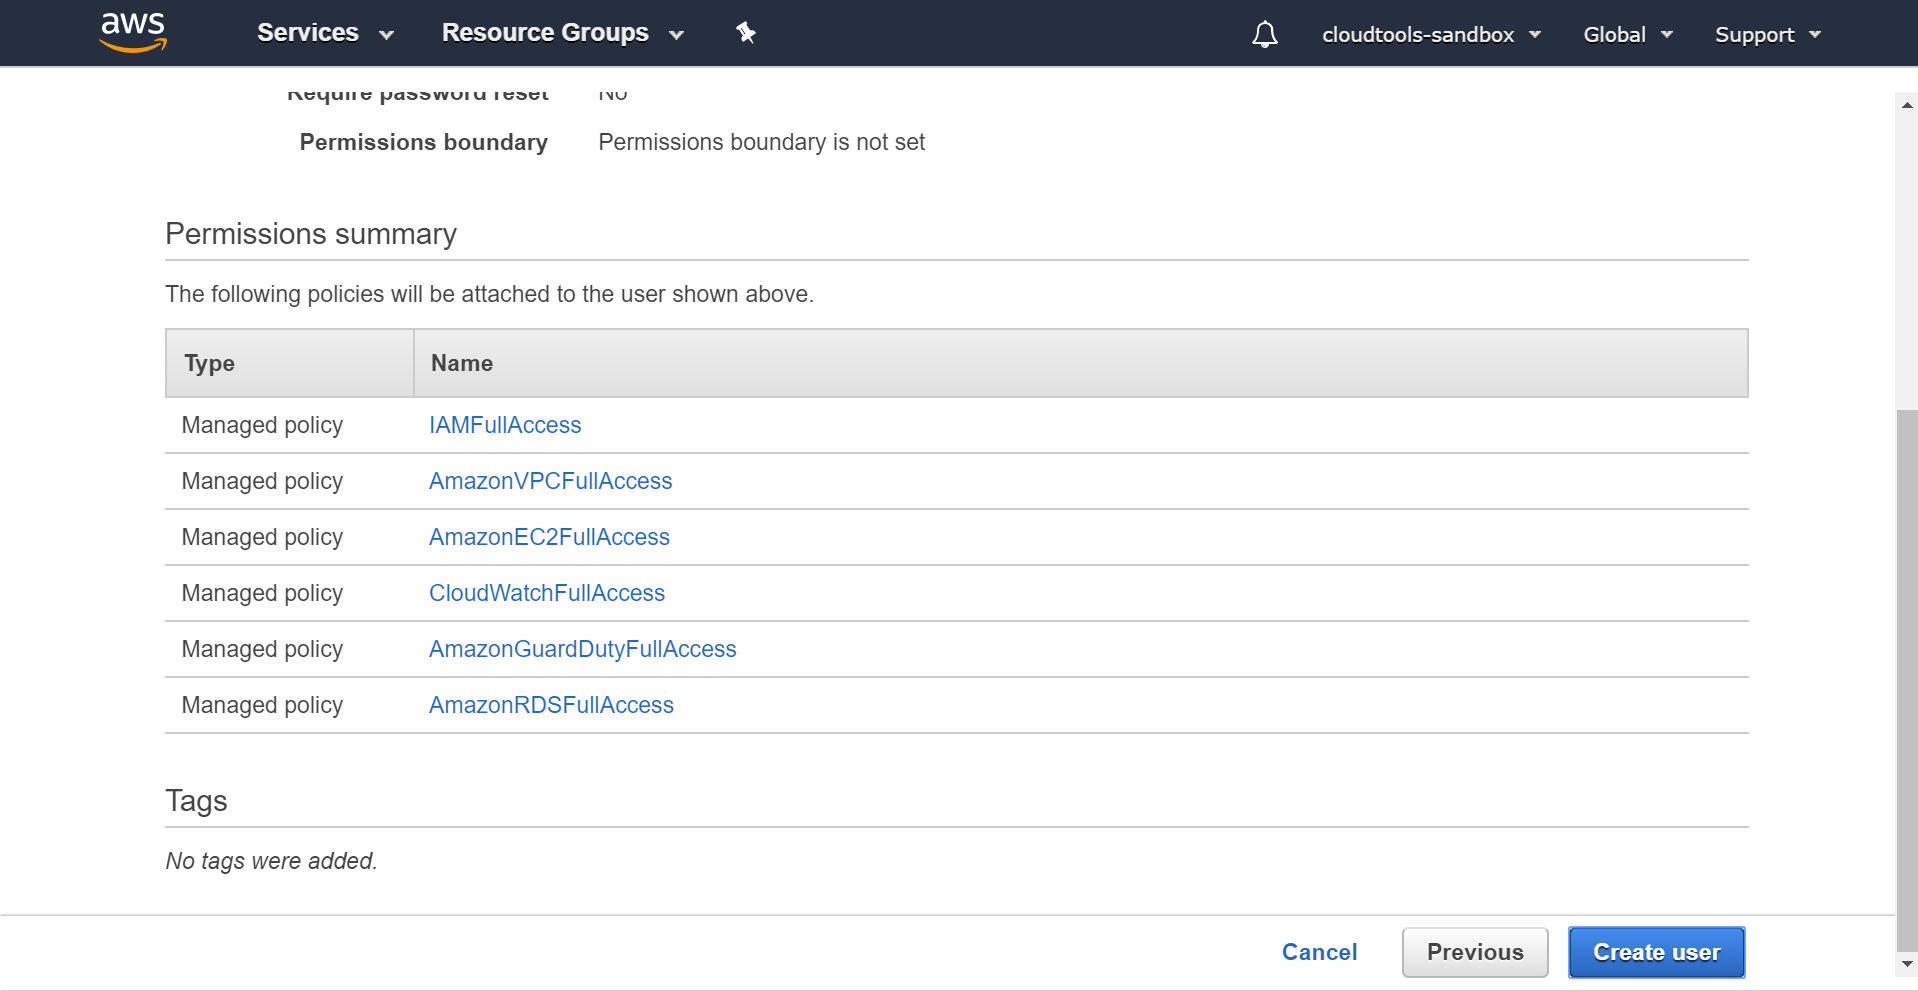 aws Services Resource Groups cloudtools-sandbox Global Support
Require password reset No
Permissions boundary Permissions boundary is not set
Permissions summary
The following policies will be attached to the user shown above.
Type Name
Managed policy IAMFullAccess
Managed policy AmazonVPCFullAccess
Managed policy AmazonEC2FullAccess
Managed policy CloudWatchFullAccess
Managed policy AmazonGuardDutyFullAccess
Managed policy AmazonRDSFullAccess
Tags
No tags were added.
Cancel Previous Create user